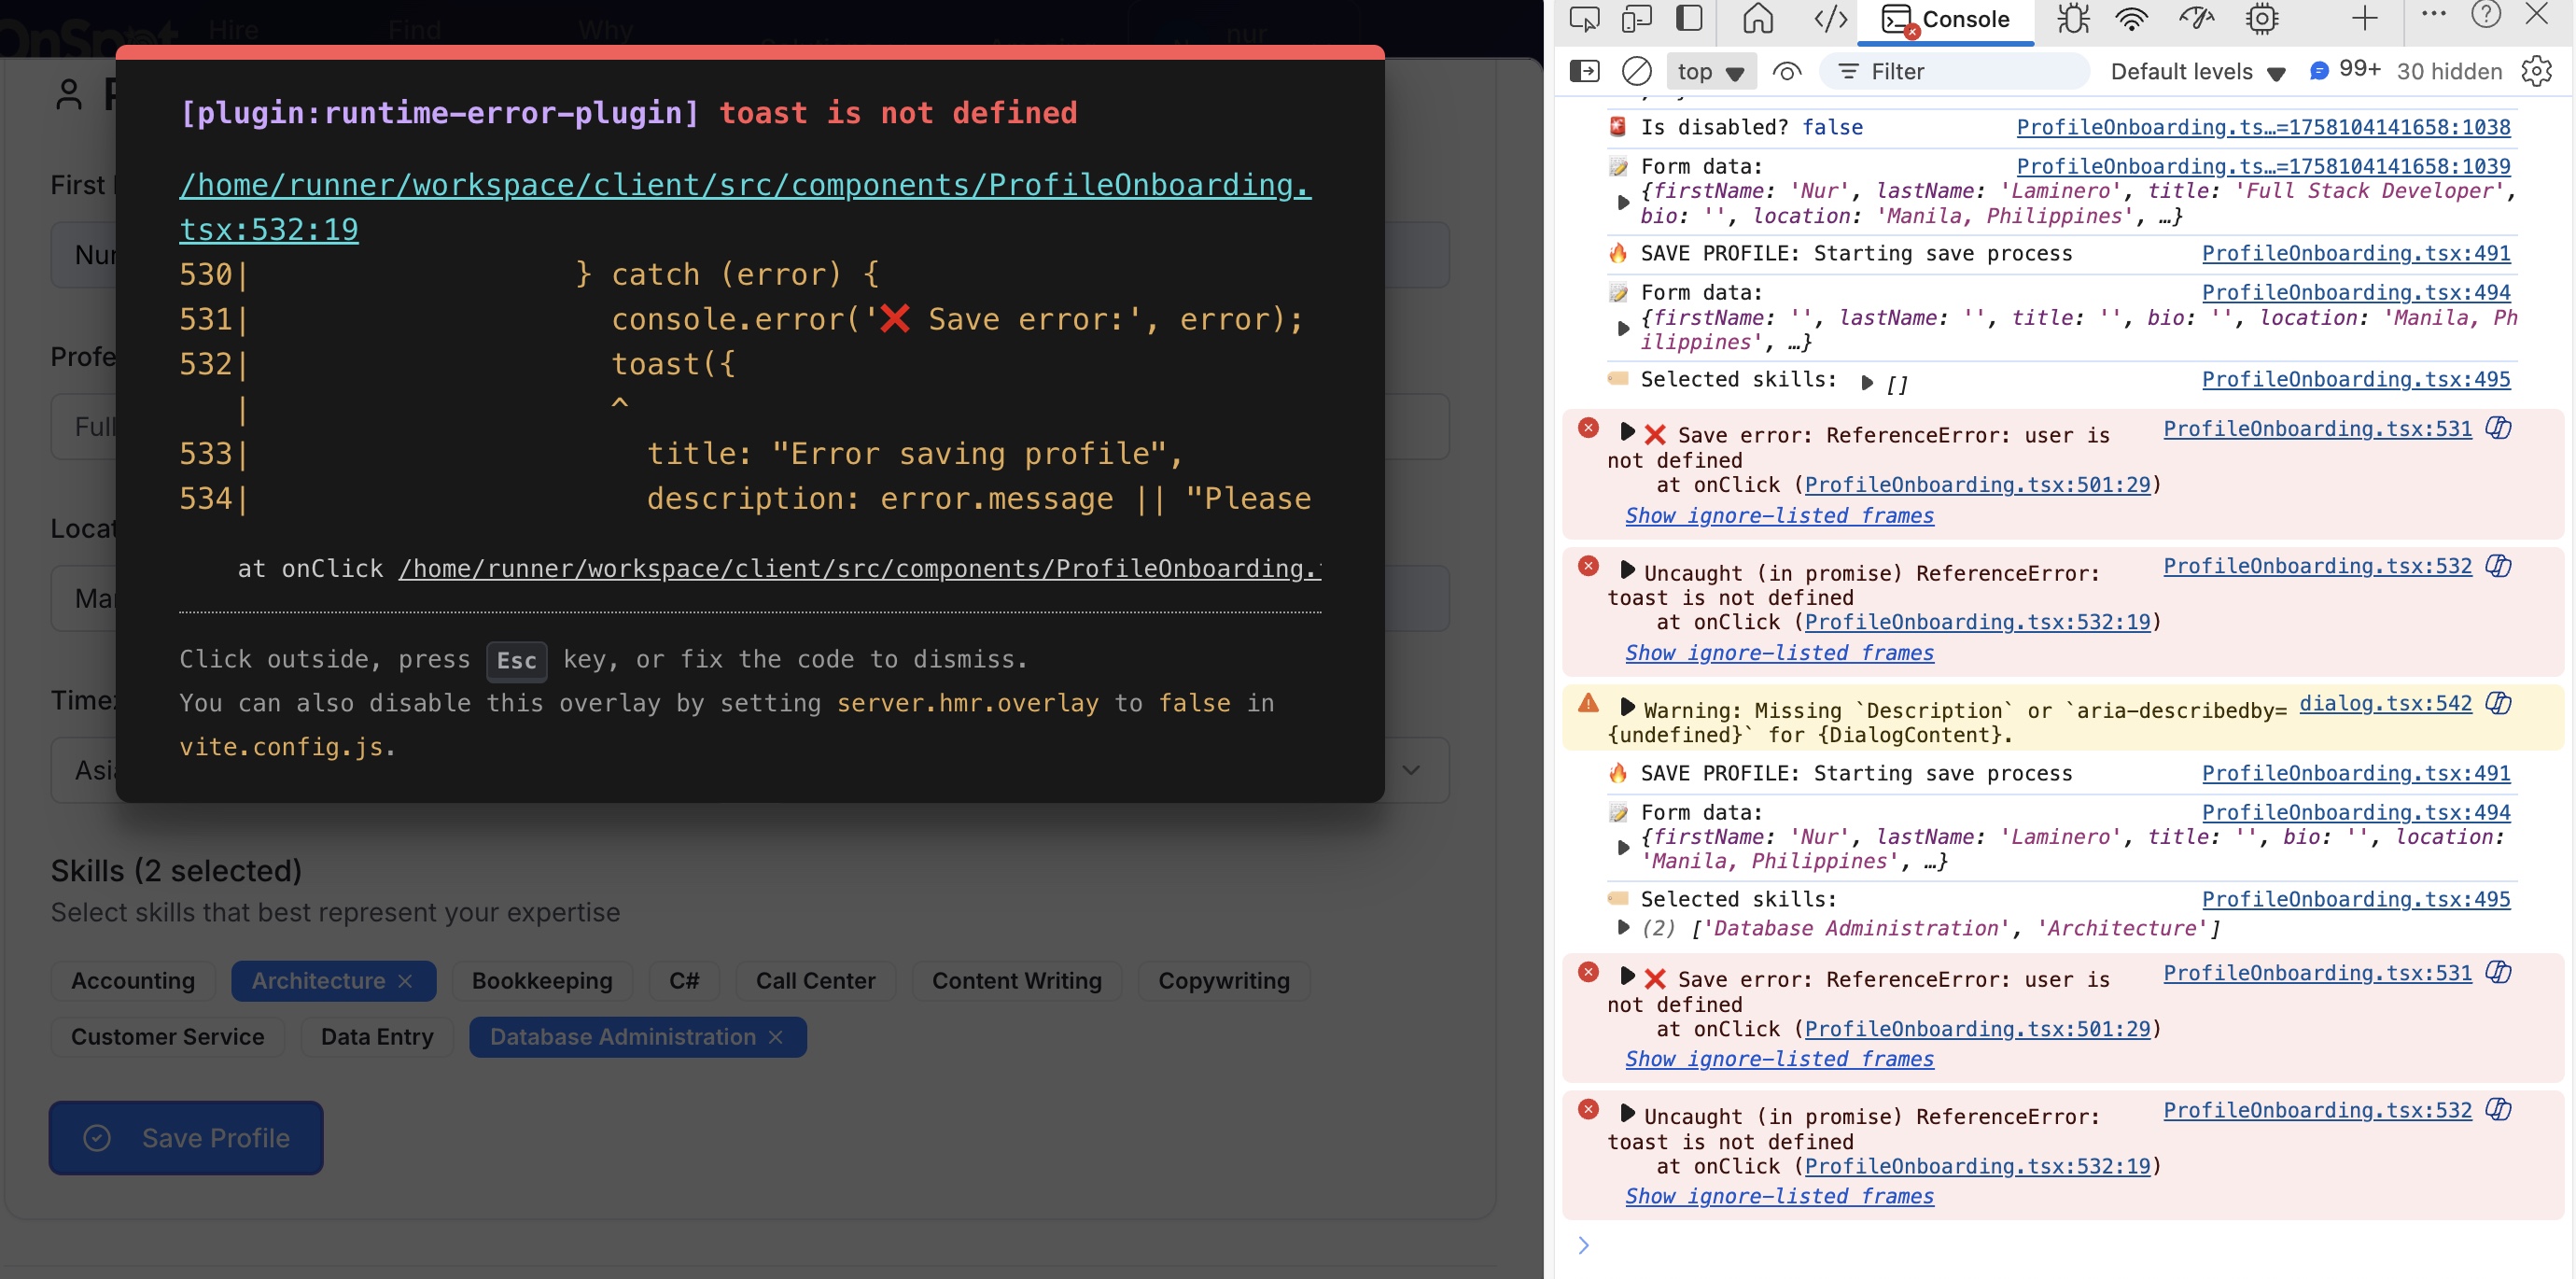 OnSpot
Hire
Find
Why
nur
First
Nur
Profe
Full
Locat
Mar
Time
Asia
[plugin:runtime-error-plugin] toast is not defined
/home/runner/workspace/client/src/components/ProfileOnboarding.
tsx:532:19
530| } catch (error) {
531| console.error('❌ Save error:', error);
532| toast({
| ^
533| title: "Error saving profile",
534| description: error.message || "Please
at onClick /home/runner/workspace/client/src/components/ProfileOnboarding.
Click outside, press Esc key, or fix the code to dismiss.
You can also disable this overlay by setting server.hmr.overlay to false in
vite.config.js.
Skills (2 selected)
Select skills that best represent your expertise
Accounting Architecture × Bookkeeping C# Call Center Content Writing Copywriting
Customer Service Data Entry Database Administration ×
Save Profile
Console
top Filter Default levels 99+ 30 hidden
🚨 Is disabled? false ProfileOnboarding.ts…=1758104141658:1038
📝 Form data: ProfileOnboarding.ts…=1758104141658:1039
{firstName: 'Nur', lastName: 'Laminero', title: 'Full Stack Developer',
bio: '', location: 'Manila, Philippines', …}
🔥 SAVE PROFILE: Starting save process ProfileOnboarding.tsx:491
📝 Form data: ProfileOnboarding.tsx:494
{firstName: '', lastName: '', title: '', bio: '', location: 'Manila, Ph
ilippines', …}
🏷️ Selected skills: ▶ [] ProfileOnboarding.tsx:495
❌ Save error: ReferenceError: user is ProfileOnboarding.tsx:531
not defined
at onClick (ProfileOnboarding.tsx:501:29)
Show ignore-listed frames
Uncaught (in promise) ReferenceError: ProfileOnboarding.tsx:532
toast is not defined
at onClick (ProfileOnboarding.tsx:532:19)
Show ignore-listed frames
Warning: Missing `Description` or `aria-describedby= dialog.tsx:542
{undefined}` for {DialogContent}.
🔥 SAVE PROFILE: Starting save process ProfileOnboarding.tsx:491
📝 Form data: ProfileOnboarding.tsx:494
{firstName: 'Nur', lastName: 'Laminero', title: '', bio: '', location:
'Manila, Philippines', …}
🏷️ Selected skills: ProfileOnboarding.tsx:495
(2) ['Database Administration', 'Architecture']
❌ Save error: ReferenceError: user is ProfileOnboarding.tsx:531
not defined
at onClick (ProfileOnboarding.tsx:501:29)
Show ignore-listed frames
Uncaught (in promise) ReferenceError: ProfileOnboarding.tsx:532
toast is not defined
at onClick (ProfileOnboarding.tsx:532:19)
Show ignore-listed frames